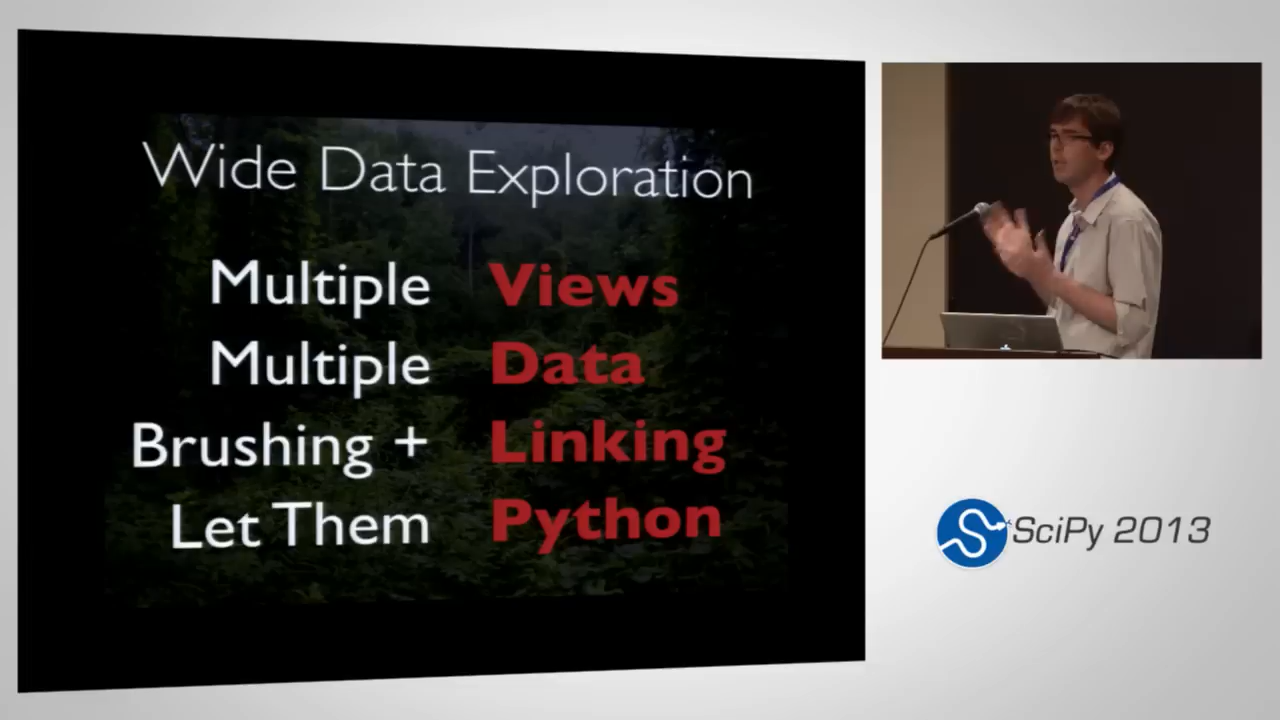 Wide Data Exploration
Multiple Views
Multiple Data
Brushing + Linking
Let Them Python
SciPy 2013